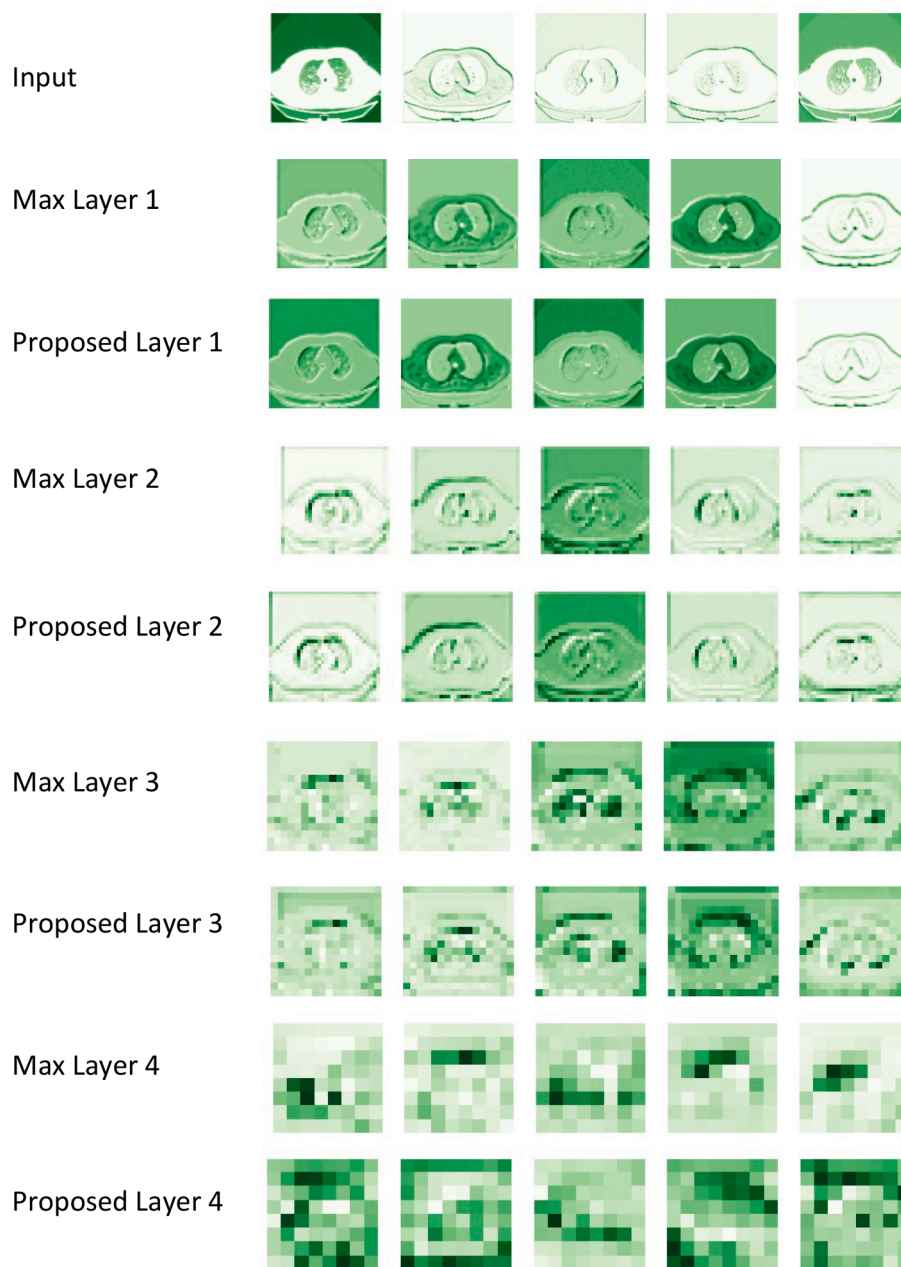 Input
Max Layer 1
Proposed Layer 1
Max Layer 2
Proposed Layer 2
Max Layer 3
Proposed Layer 3
Max Layer 4
Proposed Layer 4